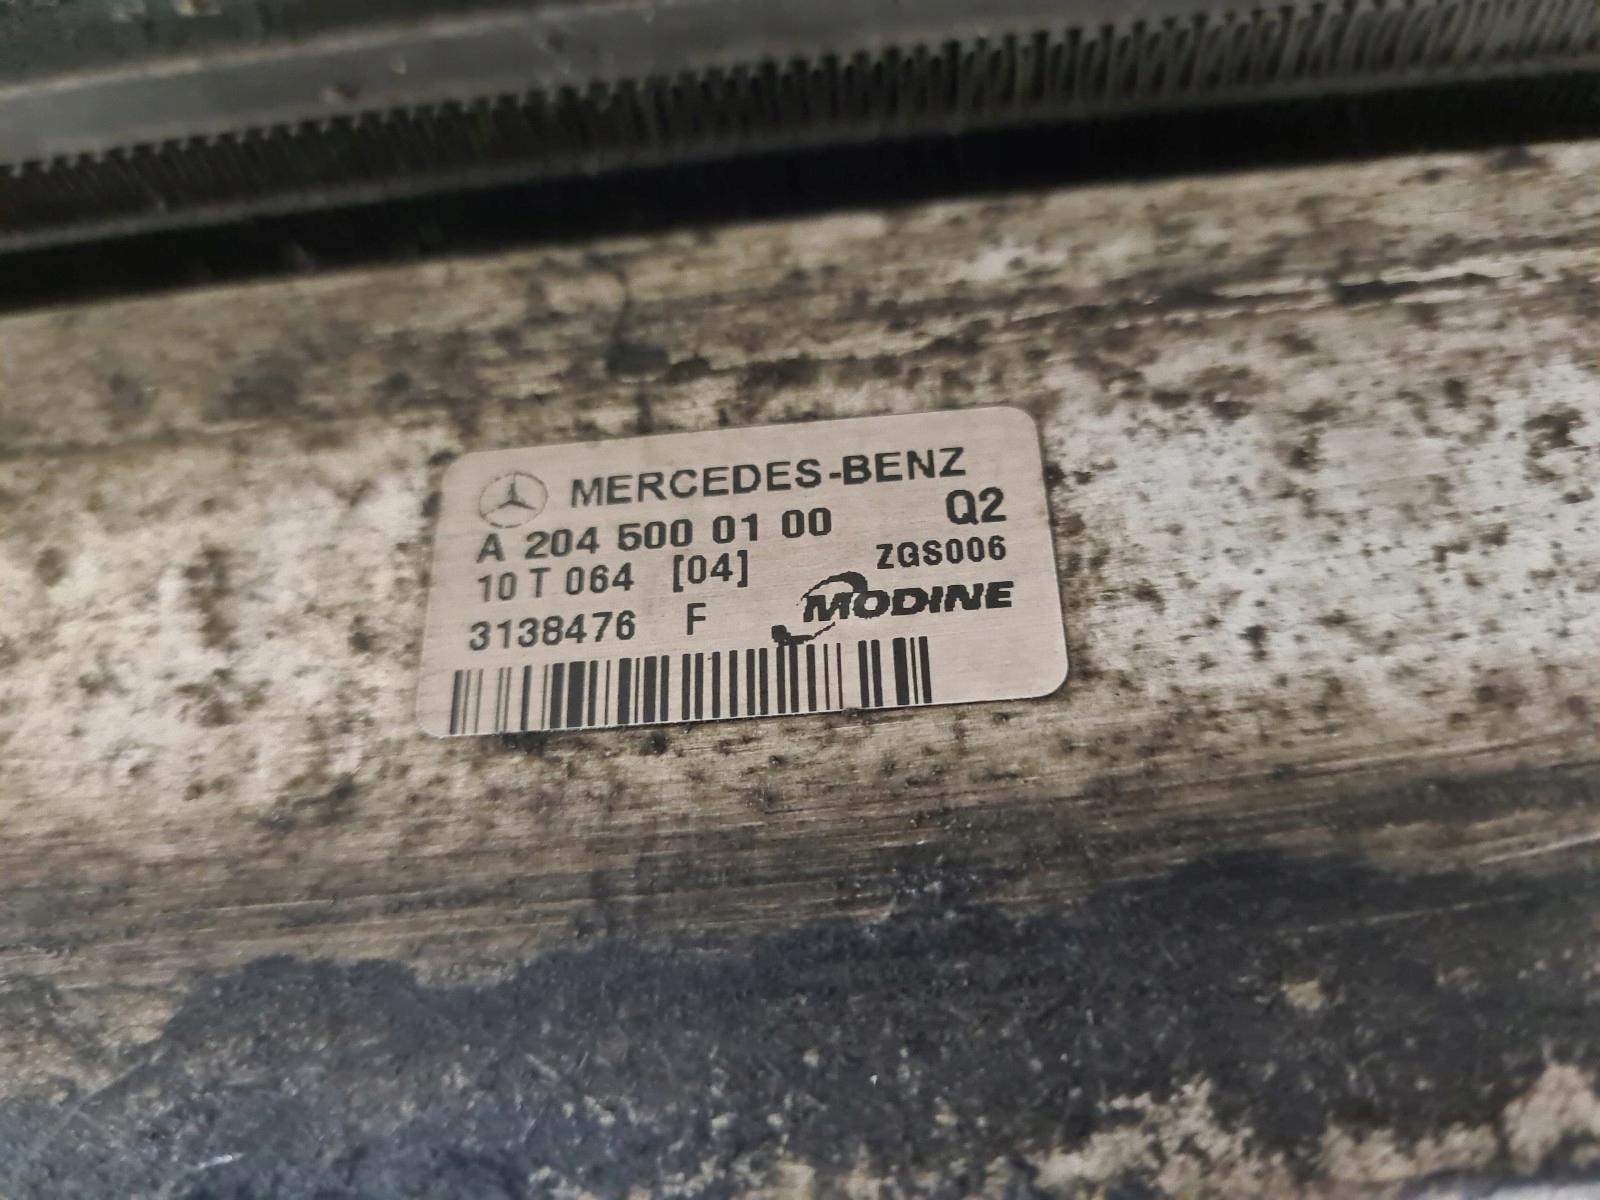 MERCEDES-BENZ
A 204 500 01 00 Q2
10 T 064 [04] ZGS006
3138476 F MODINE